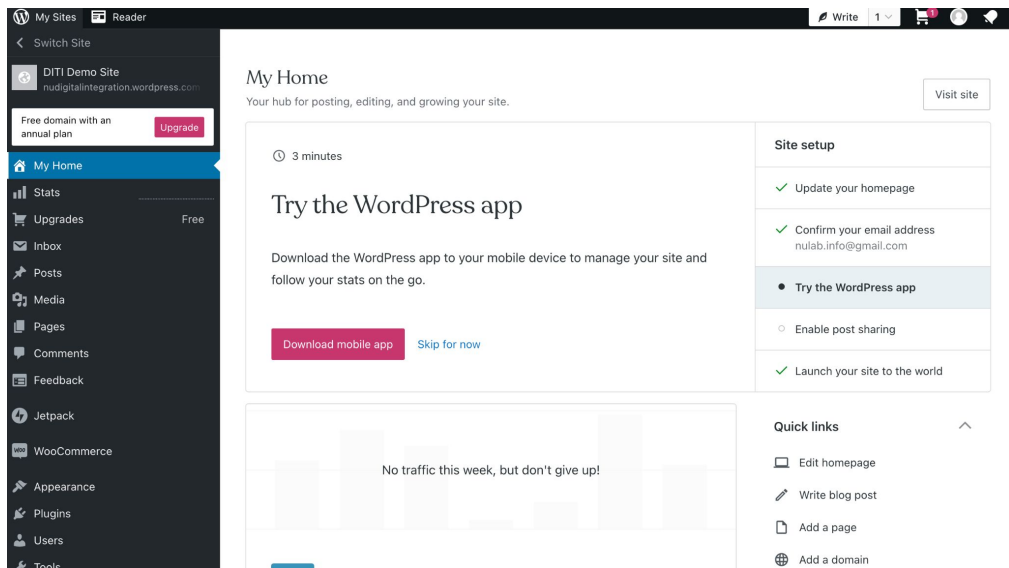 My Sites Reader Write 1 1
Switch Site
DITI Demo Site
nudigitalintegration.wordpress.com
Free domain with an
annual plan
Upgrade
My Home
Stats
Upgrades Free
Inbox
Posts
Media
Pages
Comments
Feedback
Jetpack
WOO WooCommerce
Appearance
Plugins
Users
Tools
My Home
Your hub for posting, editing, and growing your site.
Visit site
3 minutes
Try the WordPress app
Download the WordPress app to your mobile device to manage your site and
follow your stats on the go.
Download mobile app Skip for now
Site setup
Update your homepage
Confirm your email address
nulab.info@gmail.com
Try the WordPress app
Enable post sharing
Launch your site to the world
No traffic this week, but don't give up!
Quick links
Edit homepage
Write blog post
Add a page
Add a domain